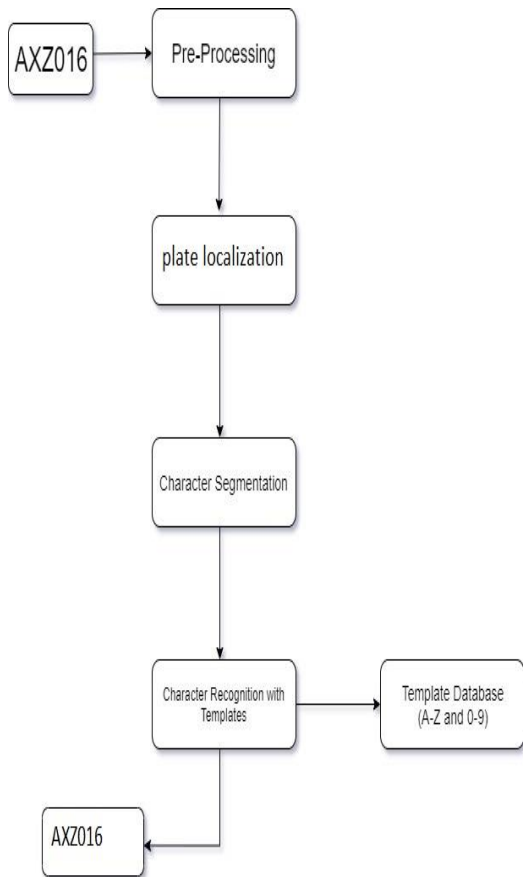 AXZ016
Pre-Processing
plate localization
Character Segmentation
Character Recognition with
Templates
Template Database
(A-Z and 0-9)
AXZ016